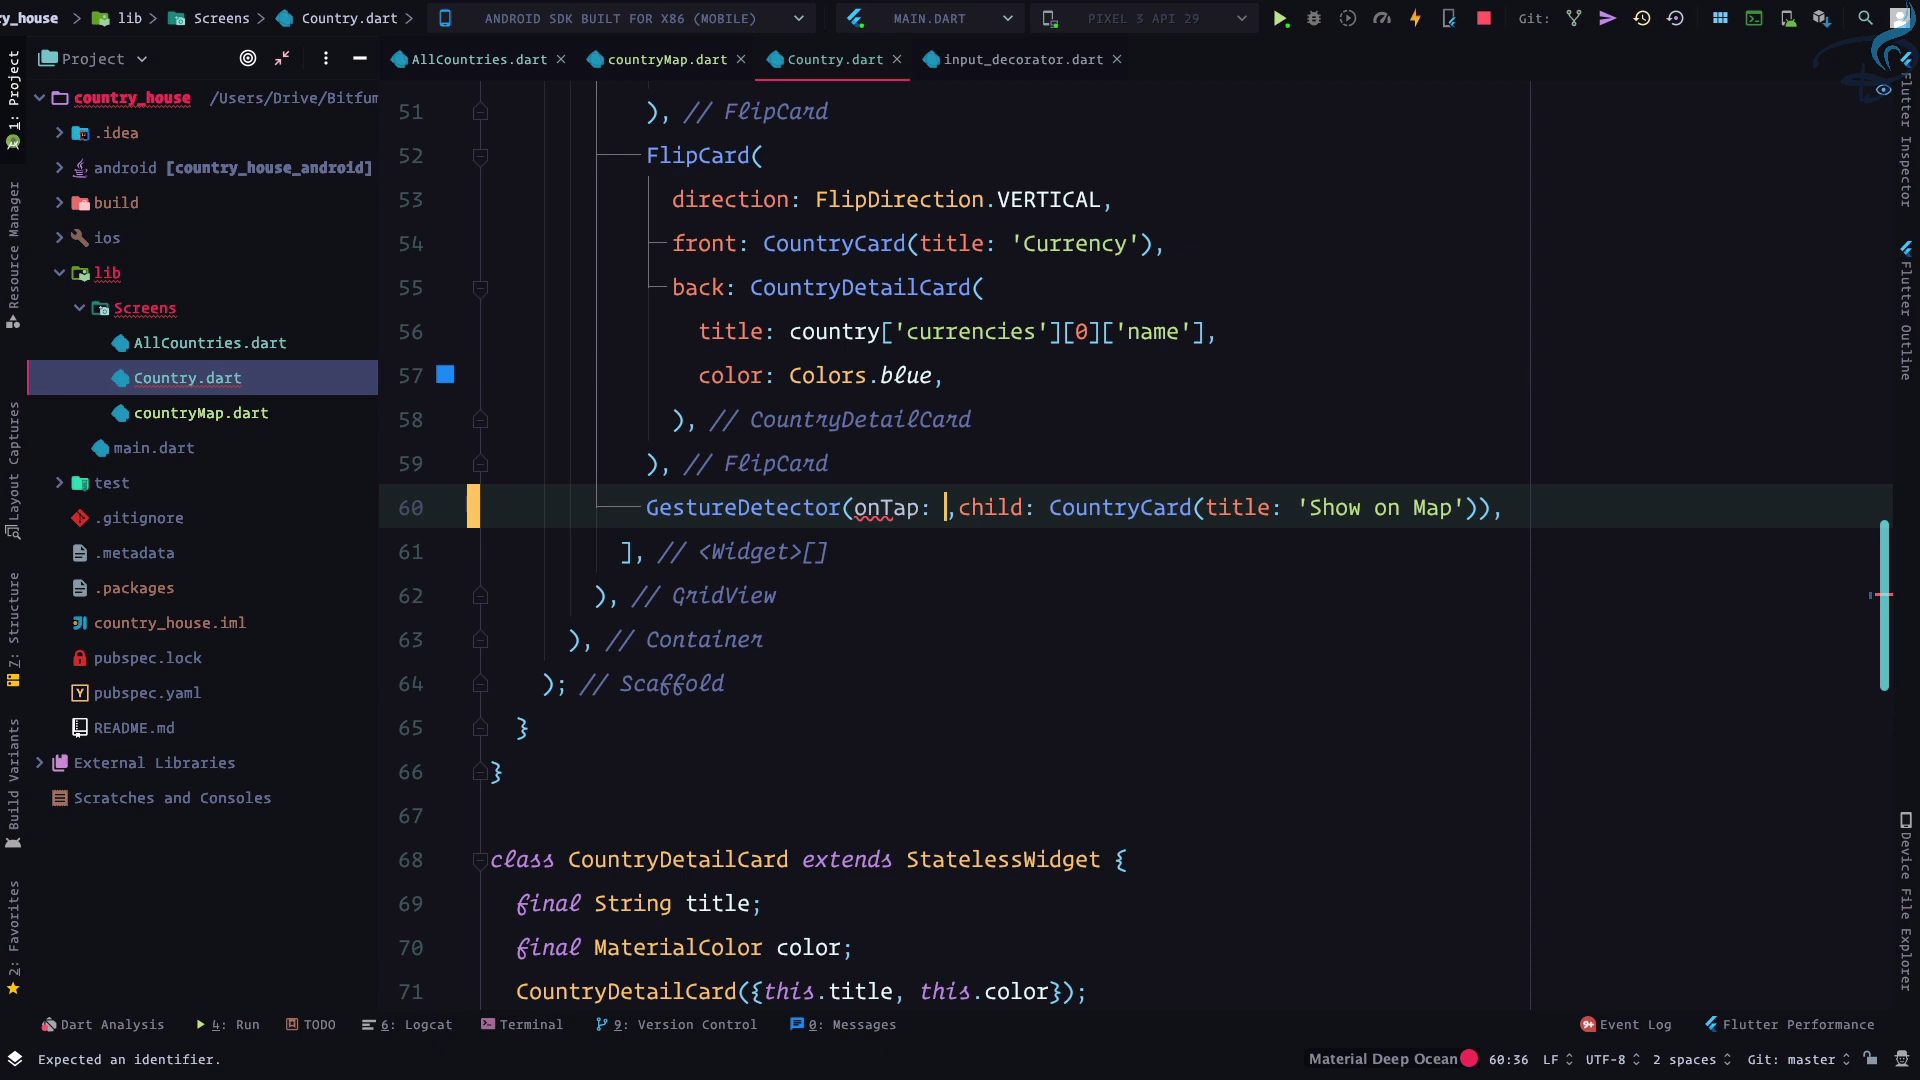 ry_house > lib > Screens > Country.dart > ANDROID SDK BUILT FOR X86 (MOBILE) MAIN.DART PIXEL 3 API 29 Git:
Project
AllCountries.dart × countryMap.dart × Country.dart × input_decorator.dart ×
country_house /Users/Drive/Bitfum
.idea
android [country_house_android]
build
ios
lib
Screens
AllCountries.dart
Country.dart
countryMap.dart
main.dart
test
.gitignore
.metadata
.packages
country_house.iml
pubspec.lock
pubspec.yaml
README.md
External Libraries
Scratches and Consoles
1: Project
Resource Manager
Layout Captures
7: Structure
Build Variants
2: Favorites
51 ), // FlipCard
52 FlipCard(
53 direction: FlipDirection.VERTICAL,
54 front: CountryCard(title: 'Currency'),
55 back: CountryDetailCard(
56 title: country['currencies'][0]['name'],
57 color: Colors.blue,
58 ), // CountryDetailCard
59 ), // FlipCard
60 GestureDetector(onTap: ,child: CountryCard(title: 'Show on Map')),
61 ], // <Widget>[]
62 ), // GridView
63 ), // Container
64 ); // Scaffold
65 }
66 }
67
68 class CountryDetailCard extends StatelessWidget {
69 final String title;
70 final MaterialColor color;
71 CountryDetailCard({this.title, this.color});
Flutter Inspector
Flutter Outline
Device File Explorer
Dart Analysis 4: Run TODO 6: Logcat Terminal 9: Version Control 0: Messages 9+ Event Log Flutter Performance
Expected an identifier. Material Deep Ocean 60:36 LF UTF-8 2 spaces Git: master